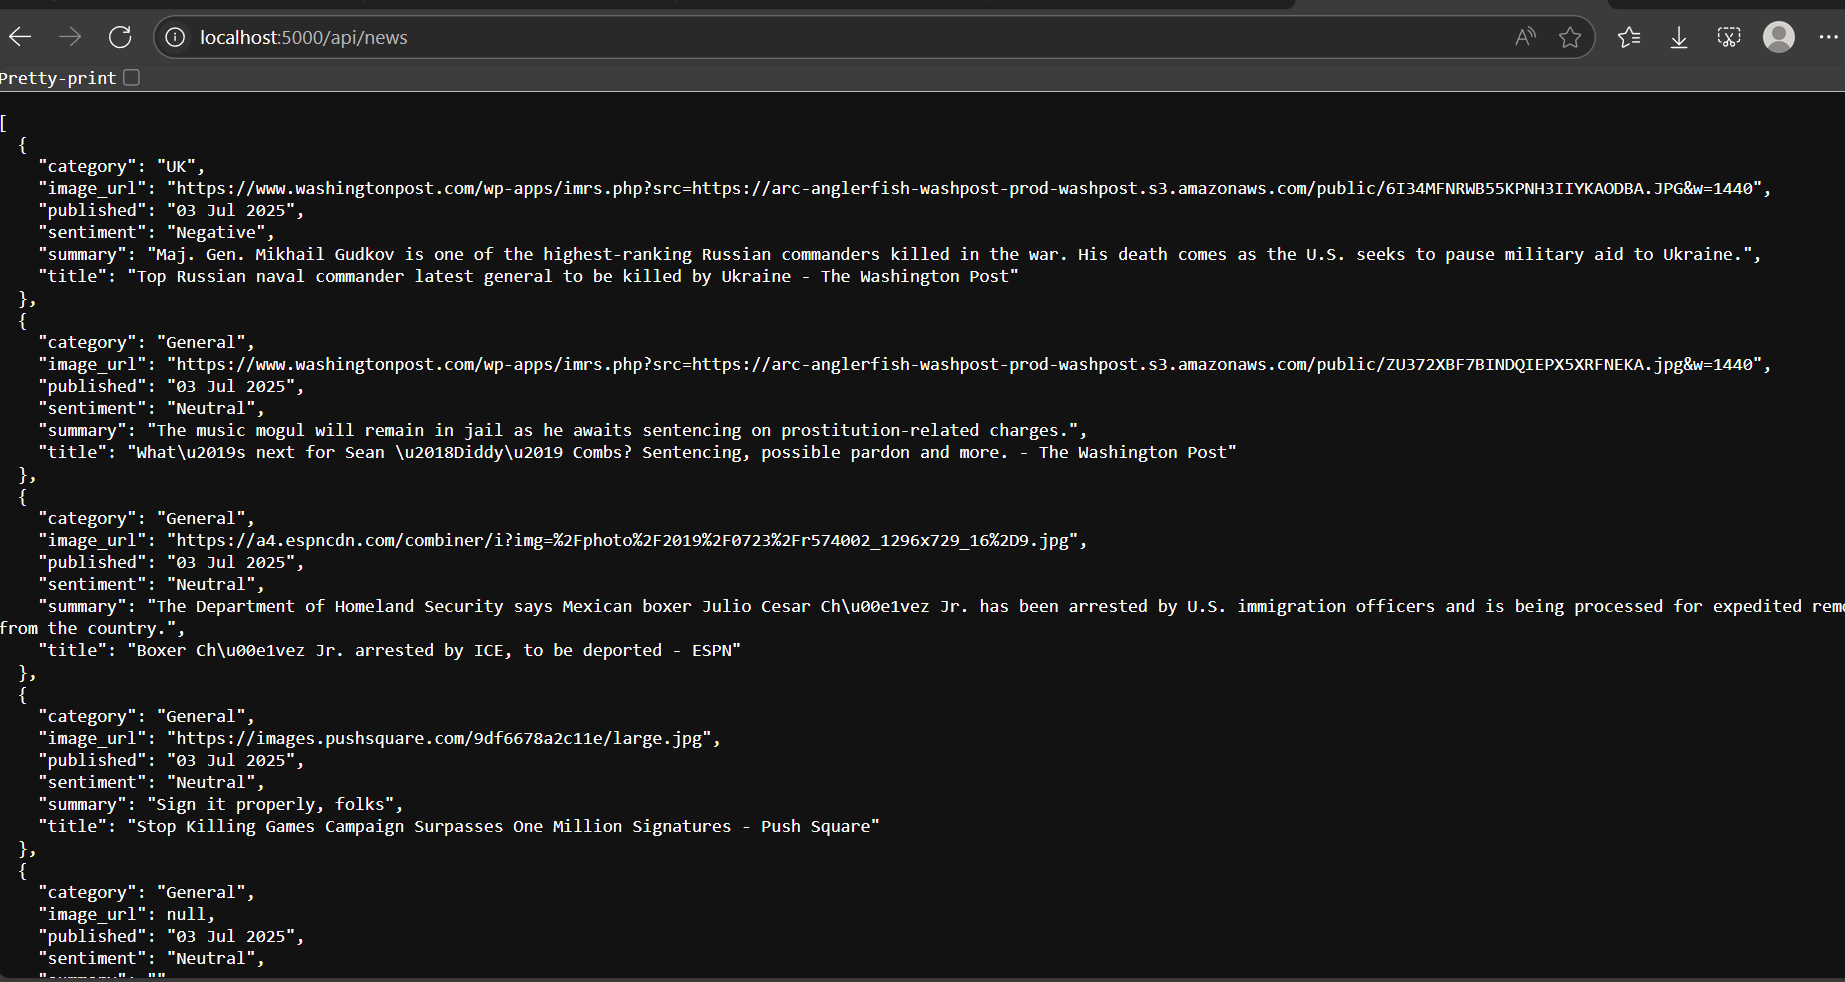 localhost:5000/api/news
Pretty-print
[
  {
    "category": "UK",
    "image_url": "https://www.washingtonpost.com/wp-apps/imrs.php?src=https://arc-anglerfish-washpost-prod-washpost.s3.amazonaws.com/public/6I34MFNRWB55KPNH3IIYKAODBA.JPG&w=1440",
    "published": "03 Jul 2025",
    "sentiment": "Negative",
    "summary": "Maj. Gen. Mikhail Gudkov is one of the highest-ranking Russian commanders killed in the war. His death comes as the U.S. seeks to pause military aid to Ukraine.",
    "title": "Top Russian naval commander latest general to be killed by Ukraine - The Washington Post"
  },
  {
    "category": "General",
    "image_url": "https://www.washingtonpost.com/wp-apps/imrs.php?src=https://arc-anglerfish-washpost-prod-washpost.s3.amazonaws.com/public/ZU372XBF7BINDQIEPX5XRFNEKA.jpg&w=1440",
    "published": "03 Jul 2025",
    "sentiment": "Neutral",
    "summary": "The music mogul will remain in jail as he awaits sentencing on prostitution-related charges.",
    "title": "What\u2019s next for Sean \u2018Diddy\u2019 Combs? Sentencing, possible pardon and more. - The Washington Post"
  },
  {
    "category": "General",
    "image_url": "https://a4.espncdn.com/combiner/i?img=%2Fphoto%2F2019%2F0723%2Fr574002_1296x729_16%2D9.jpg",
    "published": "03 Jul 2025",
    "sentiment": "Neutral",
    "summary": "The Department of Homeland Security says Mexican boxer Julio Cesar Ch\u00e1vez Jr. has been arrested by U.S. immigration officers and is being processed for expedited
from the country.",
    "title": "Boxer Ch\u00e1vez Jr. arrested by ICE, to be deported - ESPN"
  },
  {
    "category": "General",
    "image_url": "https://images.pushsquare.com/9df6678a2c11e/large.jpg",
    "published": "03 Jul 2025",
    "sentiment": "Neutral",
    "summary": "Sign it properly, folks",
    "title": "Stop Killing Games Campaign Surpasses One Million Signatures - Push Square"
  },
  {
    "category": "General",
    "image_url": null,
    "published": "03 Jul 2025",
    "sentiment": "Neutral",